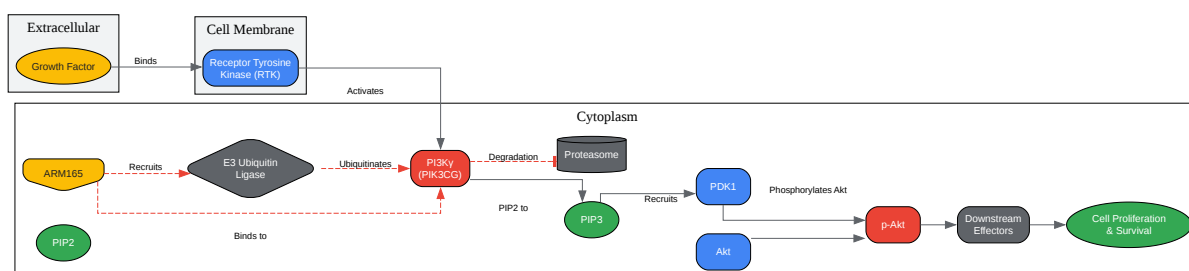 Extracellular
Cell Membrane
Growth Factor
Binds
Receptor Tyrosine
Kinase (RTK)
Activates
Cytoplasm
ARM165
Recruits
E3 Ubiquitin
Ligase
Ubiquitinates
PI3Kγ
(PIK3CG)
Degradation
Proteasome
PIP2 to
PIP3
Recruits
PDK1
Phosphorylates Akt
Akt
p-Akt
Downstream
Effectors
Cell Proliferation
& Survival
Binds to
PIP2